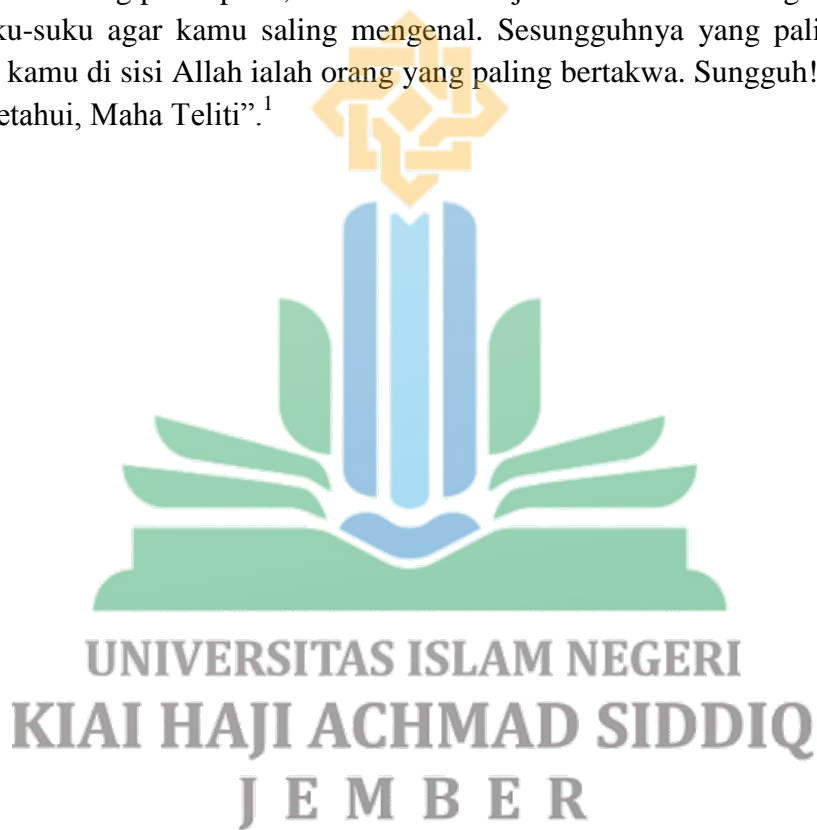 ku-suku agar kamu saling mengenal. Sesungguhnya yang pali
kamu di sisi Allah ialah orang yang paling bertakwa. Sungguh!
etahui, Maha Teliti”.1
UNIVERSITAS ISLAM NEGERI
KIAI HAJI ACHMAD SIDDIQ
JEMBER